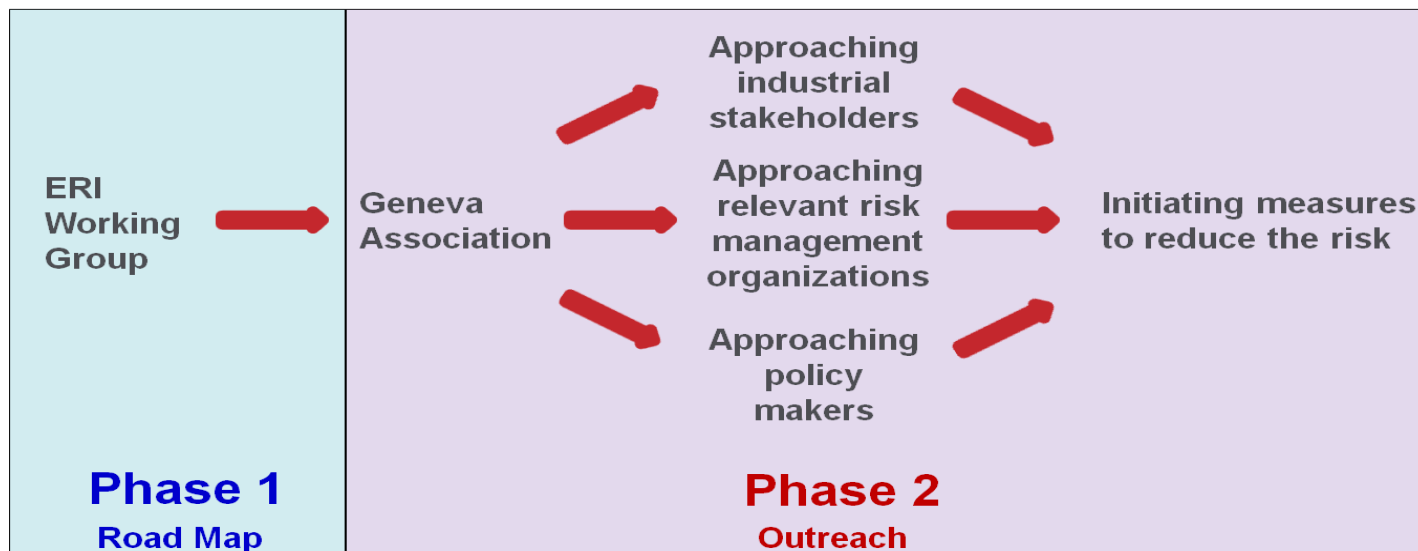 ERI
Working
Group
Geneva
Association
Approaching
industrial
stakeholders
Approaching
relevant risk
management
organizations
Approaching
policy
makers
Initiating measures
to reduce the risk
Phase 1
Road Map
Phase 2
Outreach